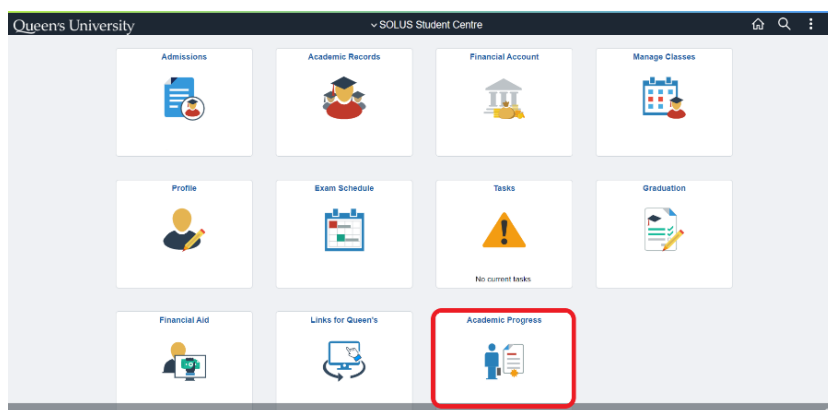 Queen's University
SOLUS Student Centre
Admissions
Academic Records
Financial Account
Manage Classes
Profile
Exam Schedule
Tasks
Graduation
No current tasks
Financial Aid
Links for Queen's
Academic Progress